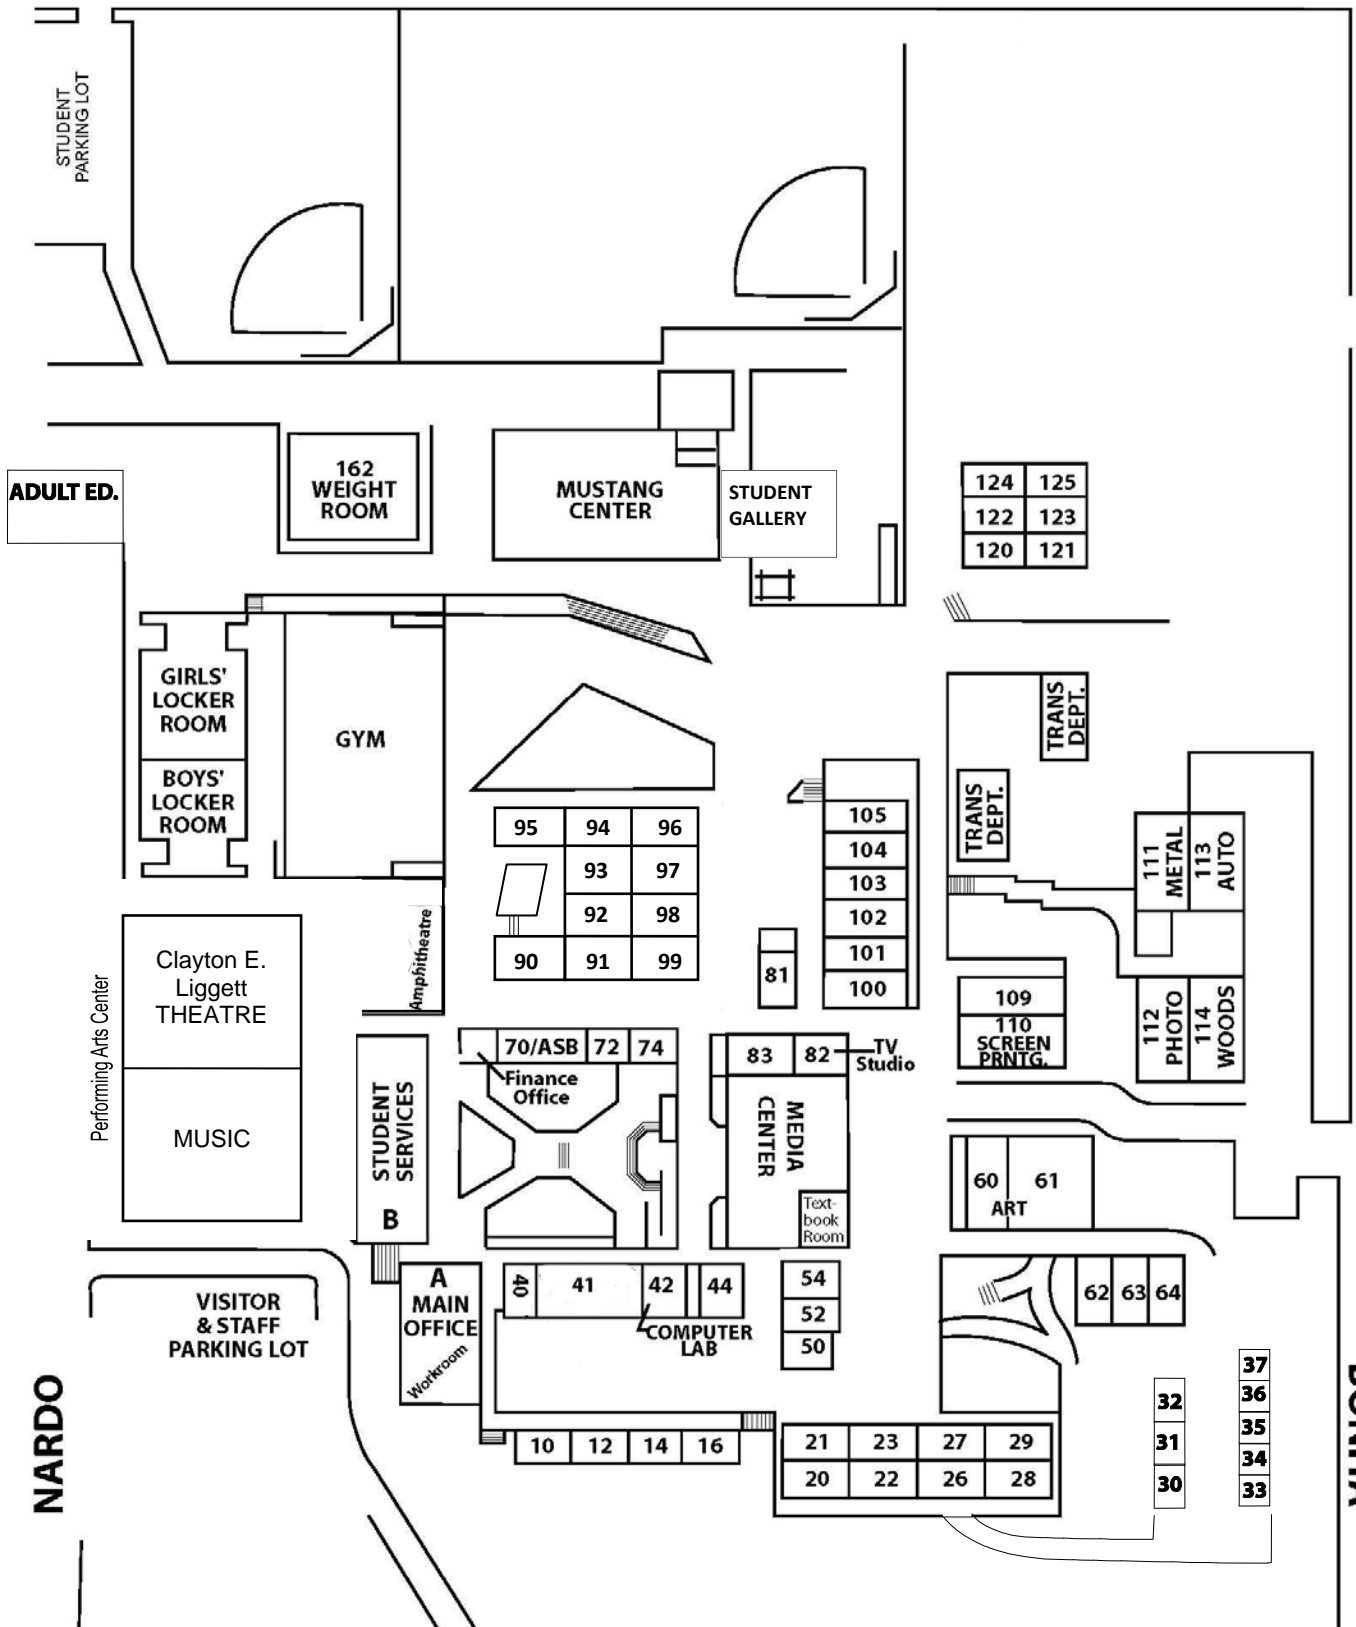 STUDENT
PARKING LOT
ADULT ED.
162
WEIGHT
ROOM
MUSTANG
CENTER
STUDENT
GALLERY
124 125
122 123
120 121
GIRLS'
LOCKER
ROOM
BOYS'
LOCKER
ROOM
GYM
TRANS
DEPT.
TRANS
DEPT.
95 94 96
93 97
92 98
90 91 99
105
104
103
102
101
100
81
111
METAL
113
AUTO
109
110
SCREEN
PRNTG.
112
PHOTO
114
WOODS
Amphitheatre
Performing Arts Center
Clayton E.
Liggett
THEATRE
MUSIC
STUDENT
SERVICES
B
70/ASB 72 74
Finance
Office
83 82
TV
Studio
MEDIA
CENTER
Text-
book
Room
60 61
ART
62 63 64
A
MAIN
OFFICE
Workroom
40 41 42 44
COMPUTER
LAB
54
52
50
VISITOR
& STAFF
PARKING LOT
NARDO
10 12 14 16
21 23 27 29
20 22 26 28
32
31
30
37
36
35
34
33